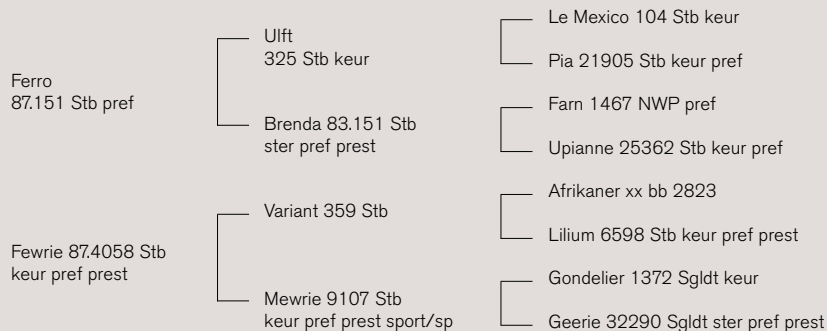 Ferro
87.151 Stb pref
Ulft
325 Stb keur
Brenda 83.151 Stb
ster pref prest
Le Mexico 104 Stb keur
Pia 21905 Stb keur pref
Farn 1467 NWP pref
Upianne 25362 Stb keur pref
Fewrie 87.4058 Stb
keur pref prest
Variant 359 Stb
Mewrie 9107 Stb
keur pref prest sport/sp
Afrikaner xx bb 2823
Lilium 6598 Stb keur pref prest
Gondelier 1372 Sgldt keur
Geerie 32290 Sgldt ster pref prest